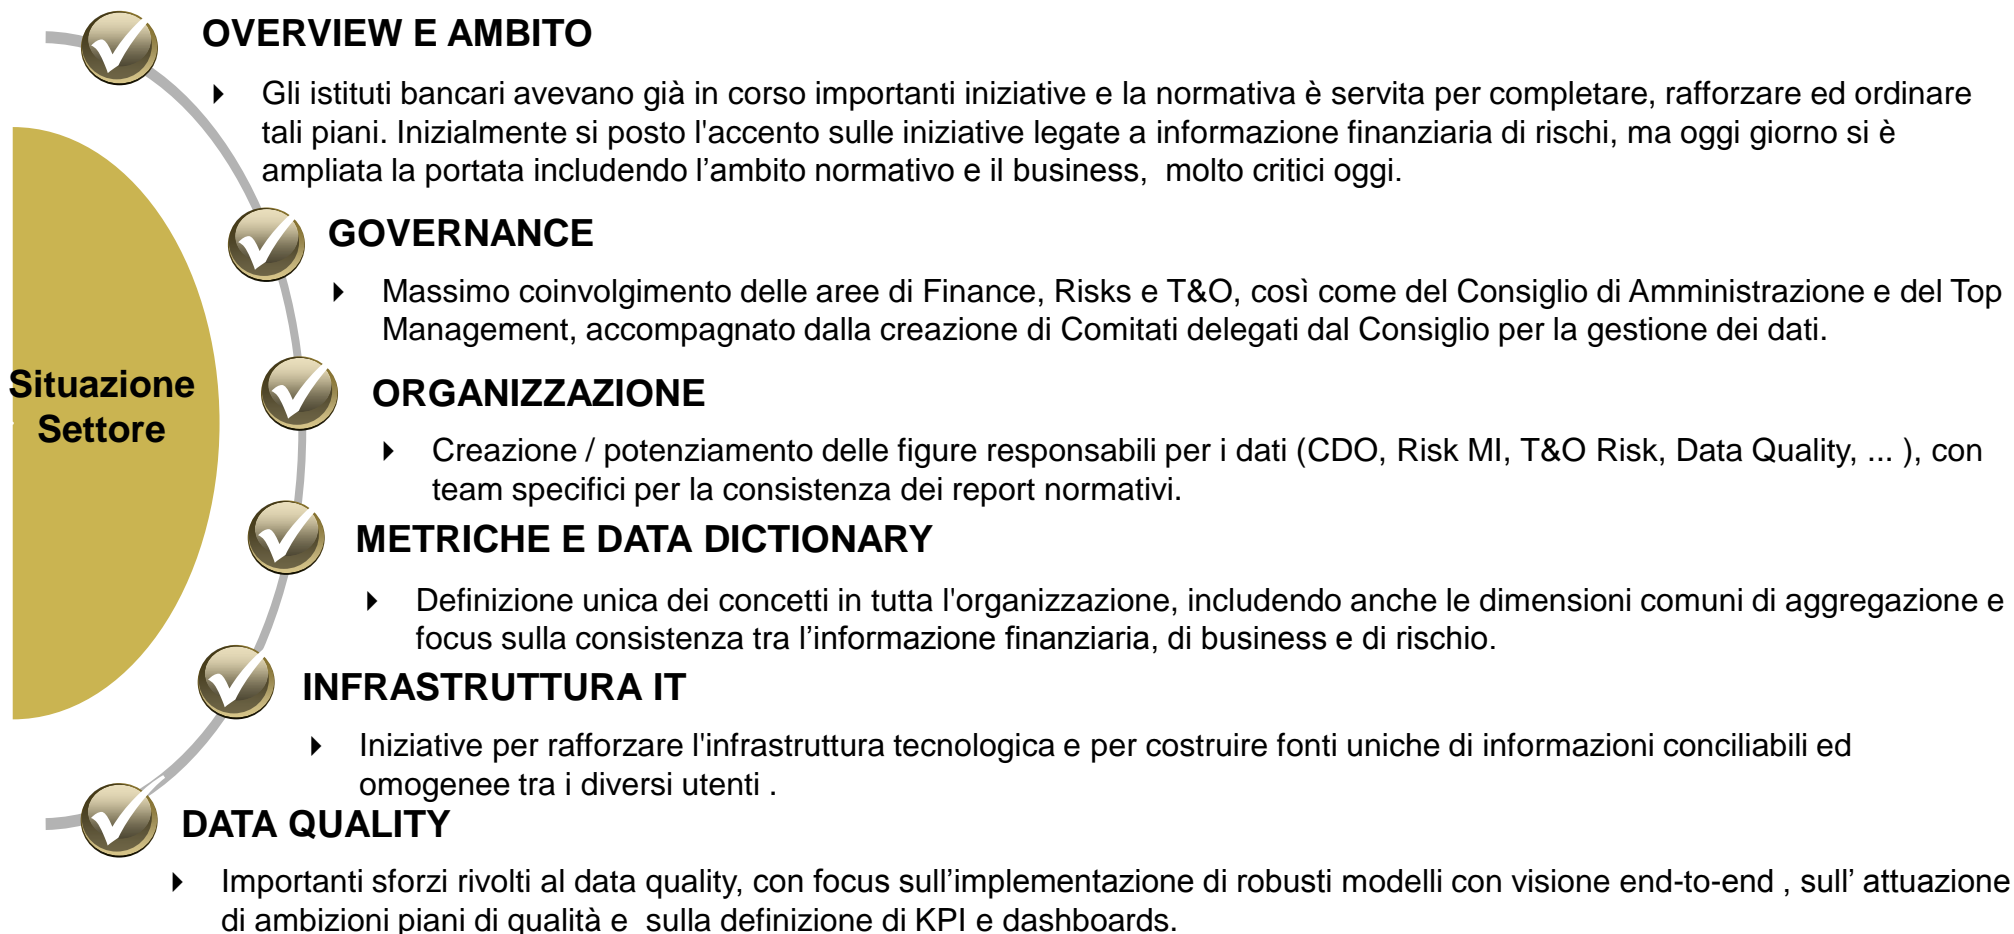 OVERVIEW E AMBITO
Gli istituti bancari avevano già in corso importanti iniziative e la normativa è servita per completare, rafforzare ed ordinare
tali piani. Inizialmente si posto l'accento sulle iniziative legate a informazione finanziaria di rischi, ma oggi giorno si è
ampliata la portata includendo l’ambito normativo e il business, molto critici oggi.
GOVERNANCE
Massimo coinvolgimento delle aree di Finance, Risks e T&O, così come del Consiglio di Amministrazione e del Top
Management, accompagnato dalla creazione di Comitati delegati dal Consiglio per la gestione dei dati.
Situazione
Settore
ORGANIZZAZIONE
Creazione / potenziamento delle figure responsabili per i dati (CDO, Risk MI, T&O Risk, Data Quality, ... ), con
team specifici per la consistenza dei report normativi.
METRICHE E DATA DICTIONARY
Definizione unica dei concetti in tutta l'organizzazione, includendo anche le dimensioni comuni di aggregazione e
focus sulla consistenza tra l’informazione finanziaria, di business e di rischio.
INFRASTRUTTURA IT
Iniziative per rafforzare l'infrastruttura tecnologica e per costruire fonti uniche di informazioni conciliabili ed
omogenee tra i diversi utenti .
DATA QUALITY
Importanti sforzi rivolti al data quality, con focus sull’implementazione di robusti modelli con visione end-to-end , sull’ attuazione
di ambizioni piani di qualità e sulla definizione di KPI e dashboards.